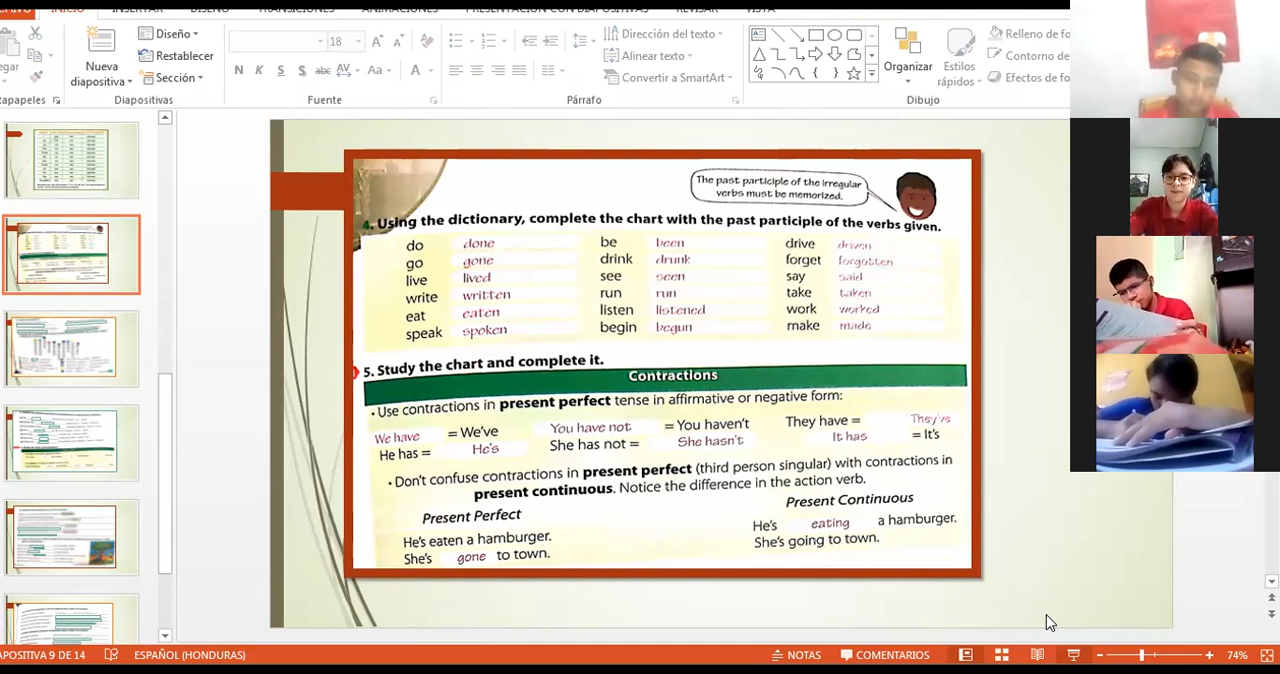 ARCHIVO INICIO INSERTAR DISEÑO TRANSICIONES ANIMACIONES PRESENTACIÓN CON DIAPOSITIVAS REVISAR VISTA
Diseño
18
Dirección del texto
Relleno de fo
Restablecer
Alinear texto
Contorno de
Nueva diapositiva
Sección
N K S S abc AV Aa A
Convertir a SmartArt
Organizar
Estilos rápidos
Efectos de fo
Diapositivas
Fuente
Párrafo
Dibujo
The past participle of the irregular
verbs must be memorized.
4. Using the dictionary, complete the chart with the past participle of the verbs given.
do done be been drive driven
go gone drink drunk forget forgotten
live lived see seen say said
write written run run take taken
eat eaten listen listened work worked
speak spoken begin begun make made
5. Study the chart and complete it.
Contractions
• Use contractions in present perfect tense in affirmative or negative form:
We have = We've You have not = You haven't They have = They've
He has = He's She has not = She hasn't It has = It's
• Don't confuse contractions in present perfect (third person singular) with contractions in
present continuous. Notice the difference in the action verb.
Present Perfect Present Continuous
He's eaten a hamburger. He's eating a hamburger.
She's gone to town. She's going to town.
APOSITIVA 9 DE 14 ESPAÑOL (HONDURAS) NOTAS COMENTARIOS 74%